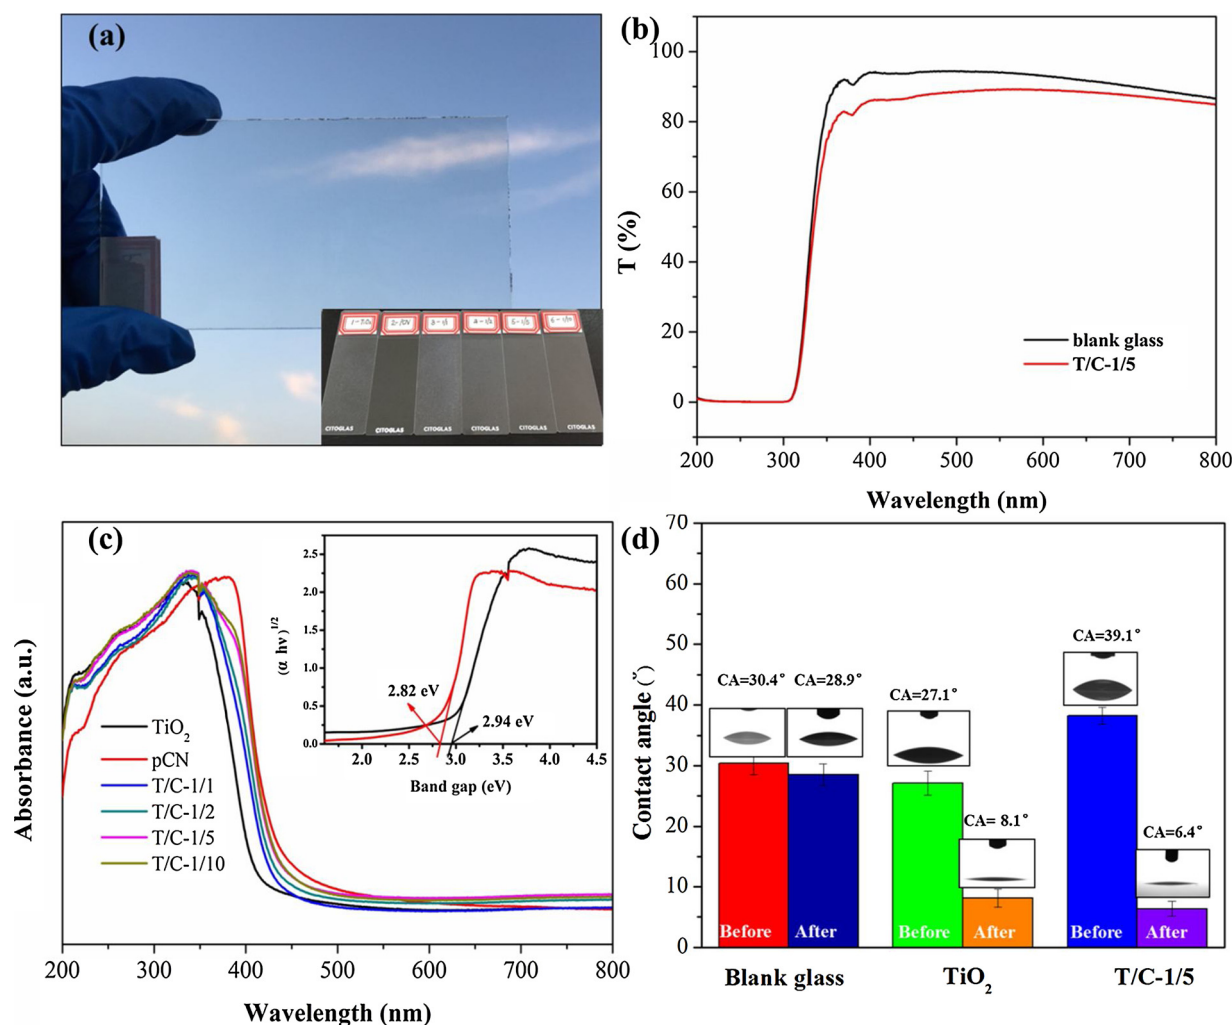 (a)
CITOGLAS
CITOGLAS
CITOGLAS
CITOGLAS
CITOGLAS
CITOGLAS
(b)
100
80
60
40
20
0
T (%)
blank glass
T/C-1/5
200
300
400
500
600
700
800
Wavelength (nm)
(c)
Absorbance (a.u.)
TiO2
pCN
T/C-1/1
T/C-1/2
T/C-1/5
T/C-1/10
200
300
400
500
600
700
800
Wavelength (nm)
(α hν)1/2
2.5
2.0
1.5
1.0
0.5
0.0
2.82 eV
2.94 eV
2.0
2.5
3.0
3.5
4.0
4.5
Band gap (eV)
(d)
70
60
50
40
30
20
10
0
Contact angle (˘)
CA=30.4°
CA=28.9°
CA=27.1°
CA= 8.1°
CA=39.1°
CA=6.4°
Before
After
Before
After
Before
After
Blank glass
TiO2
T/C-1/5